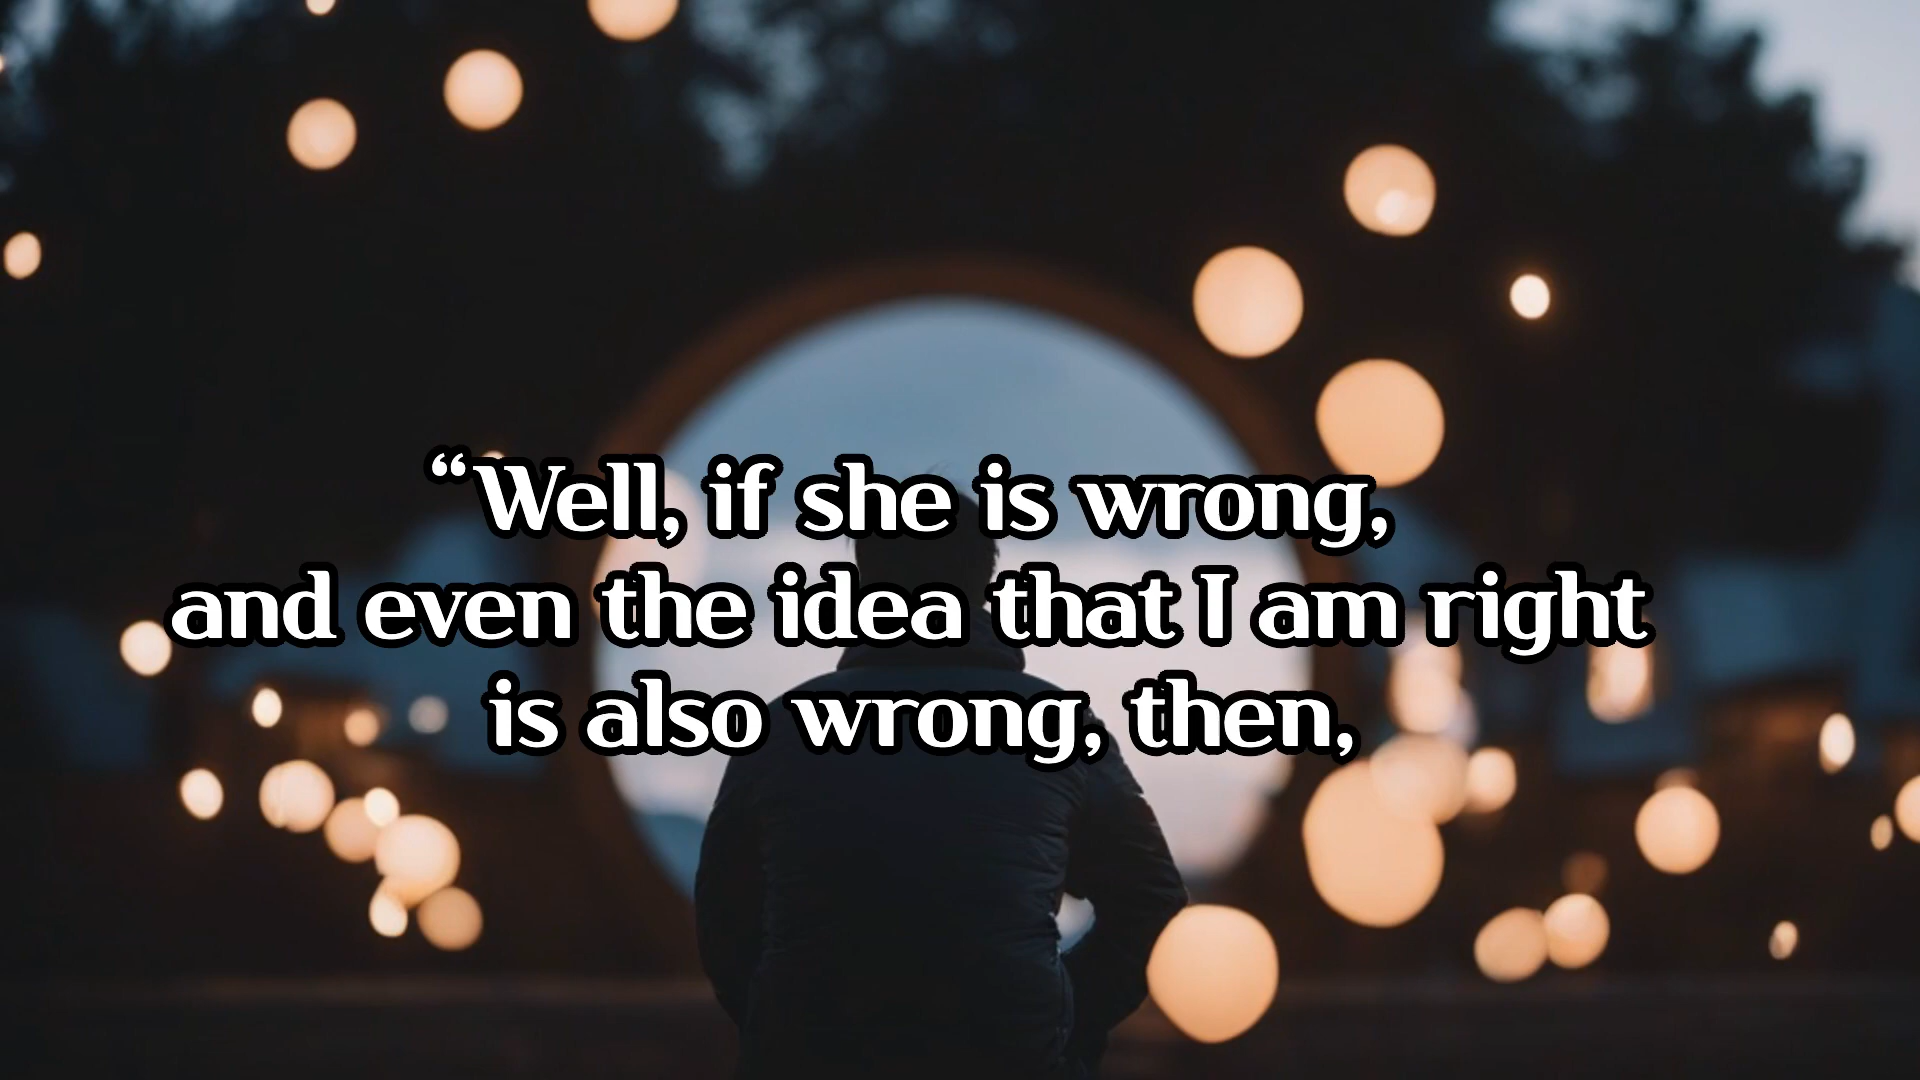 “Well, if she is wrong,
and even the idea that I am right
is also wrong, then,